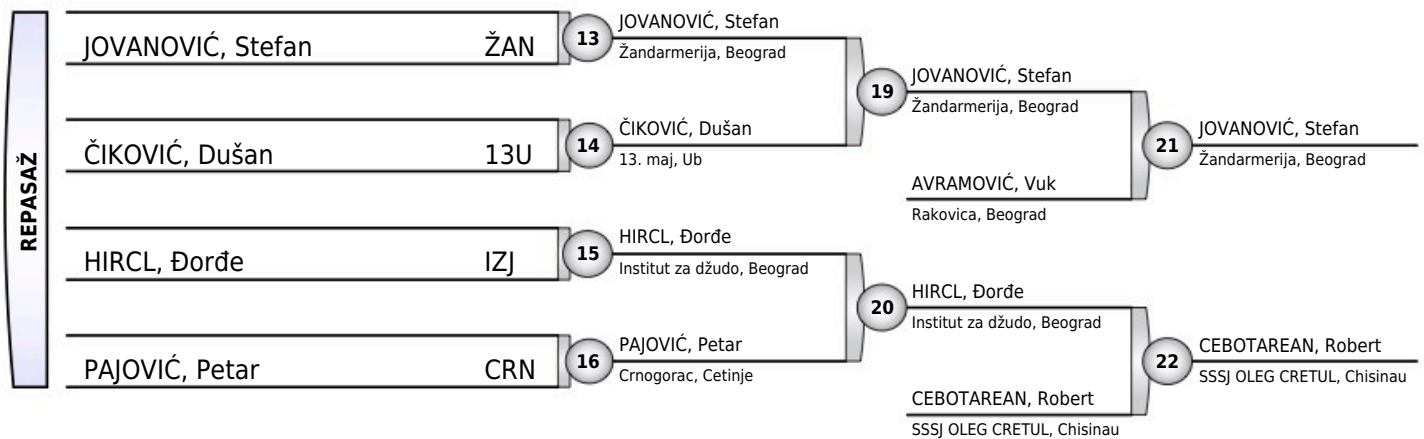 REPASAŽ
JOVANOVIĆ, Stefan ŽAN
ČIKOVIĆ, Dušan 13U
HIRCL, Đorđe IZJ
PAJOVIĆ, Petar CRN
13
JOVANOVIĆ, Stefan
Žandarmerija, Beograd
14
ČIKOVIĆ, Dušan
13. maj, Ub
15
HIRCL, Đorđe
Institut za džudo, Beograd
16
PAJOVIĆ, Petar
Crnogorac, Cetinje
19
JOVANOVIĆ, Stefan
Žandarmerija, Beograd
AVRAMOVIĆ, Vuk
Rakovica, Beograd
20
HIRCL, Đorđe
Institut za džudo, Beograd
CEBOTAREAN, Robert
SSSJ OLEG CRETUL, Chisinau
21
JOVANOVIĆ, Stefan
Žandarmerija, Beograd
22
CEBOTAREAN, Robert
SSSJ OLEG CRETUL, Chisinau